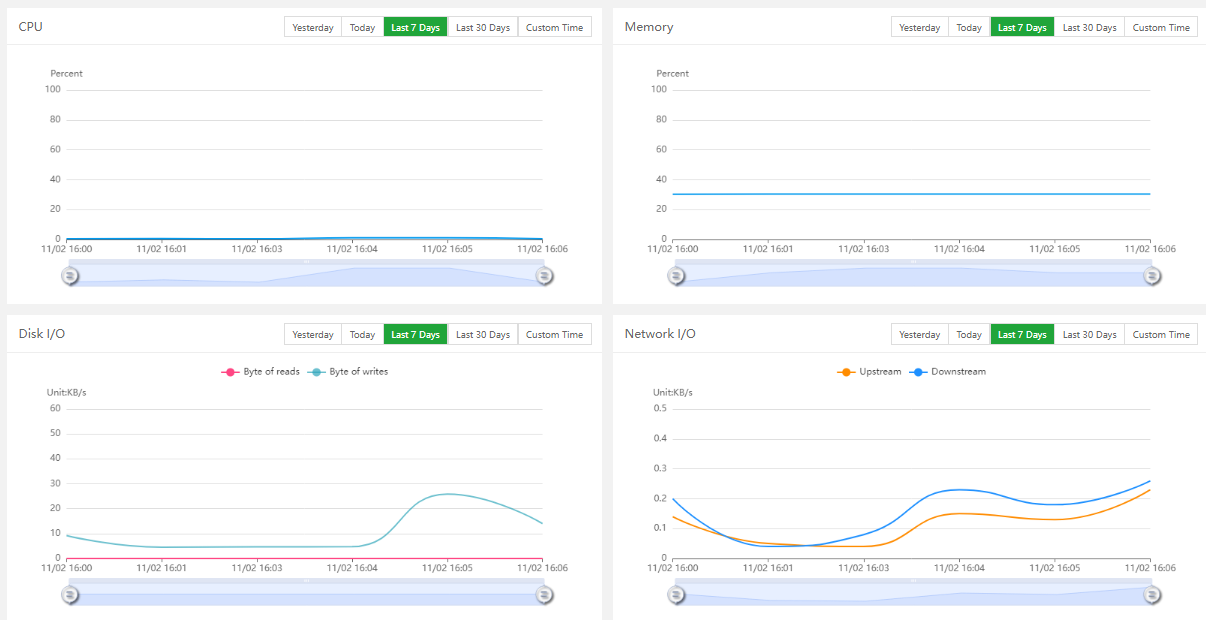 CPU
Yesterday Today Last 7 Days Last 30 Days Custom Time
Percent
100
80
60
40
20
0
11/02 16:00 11/02 16:01 11/02 16:03 11/02 16:04 11/02 16:05 11/02 16:06
Memory
Yesterday Today Last 7 Days Last 30 Days Custom Time
Percent
100
80
60
40
20
0
11/02 16:00 11/02 16:01 11/02 16:03 11/02 16:04 11/02 16:05 11/02 16:06
Disk I/O
Yesterday Today Last 7 Days Last 30 Days Custom Time
Byte of reads Byte of writes
Unit:KB/s
60
50
40
30
20
10
0
11/02 16:00 11/02 16:01 11/02 16:03 11/02 16:04 11/02 16:05 11/02 16:06
Network I/O
Yesterday Today Last 7 Days Last 30 Days Custom Time
Upstream Downstream
Unit:KB/s
0.5
0.4
0.3
0.2
0.1
0
11/02 16:00 11/02 16:01 11/02 16:03 11/02 16:04 11/02 16:05 11/02 16:06